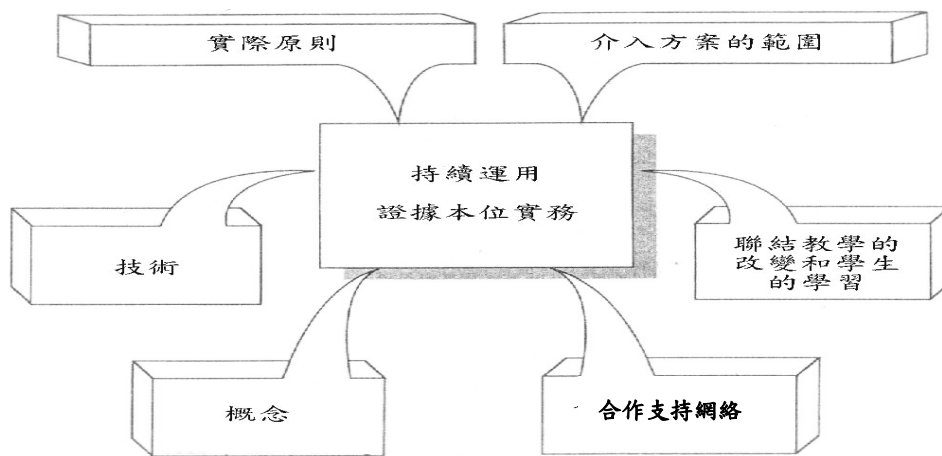 實際原則
介入方案的範圍
持續運用
證據本位實務
技術
聯結教學的
改變和學生
的學習
概念
合作支持網絡